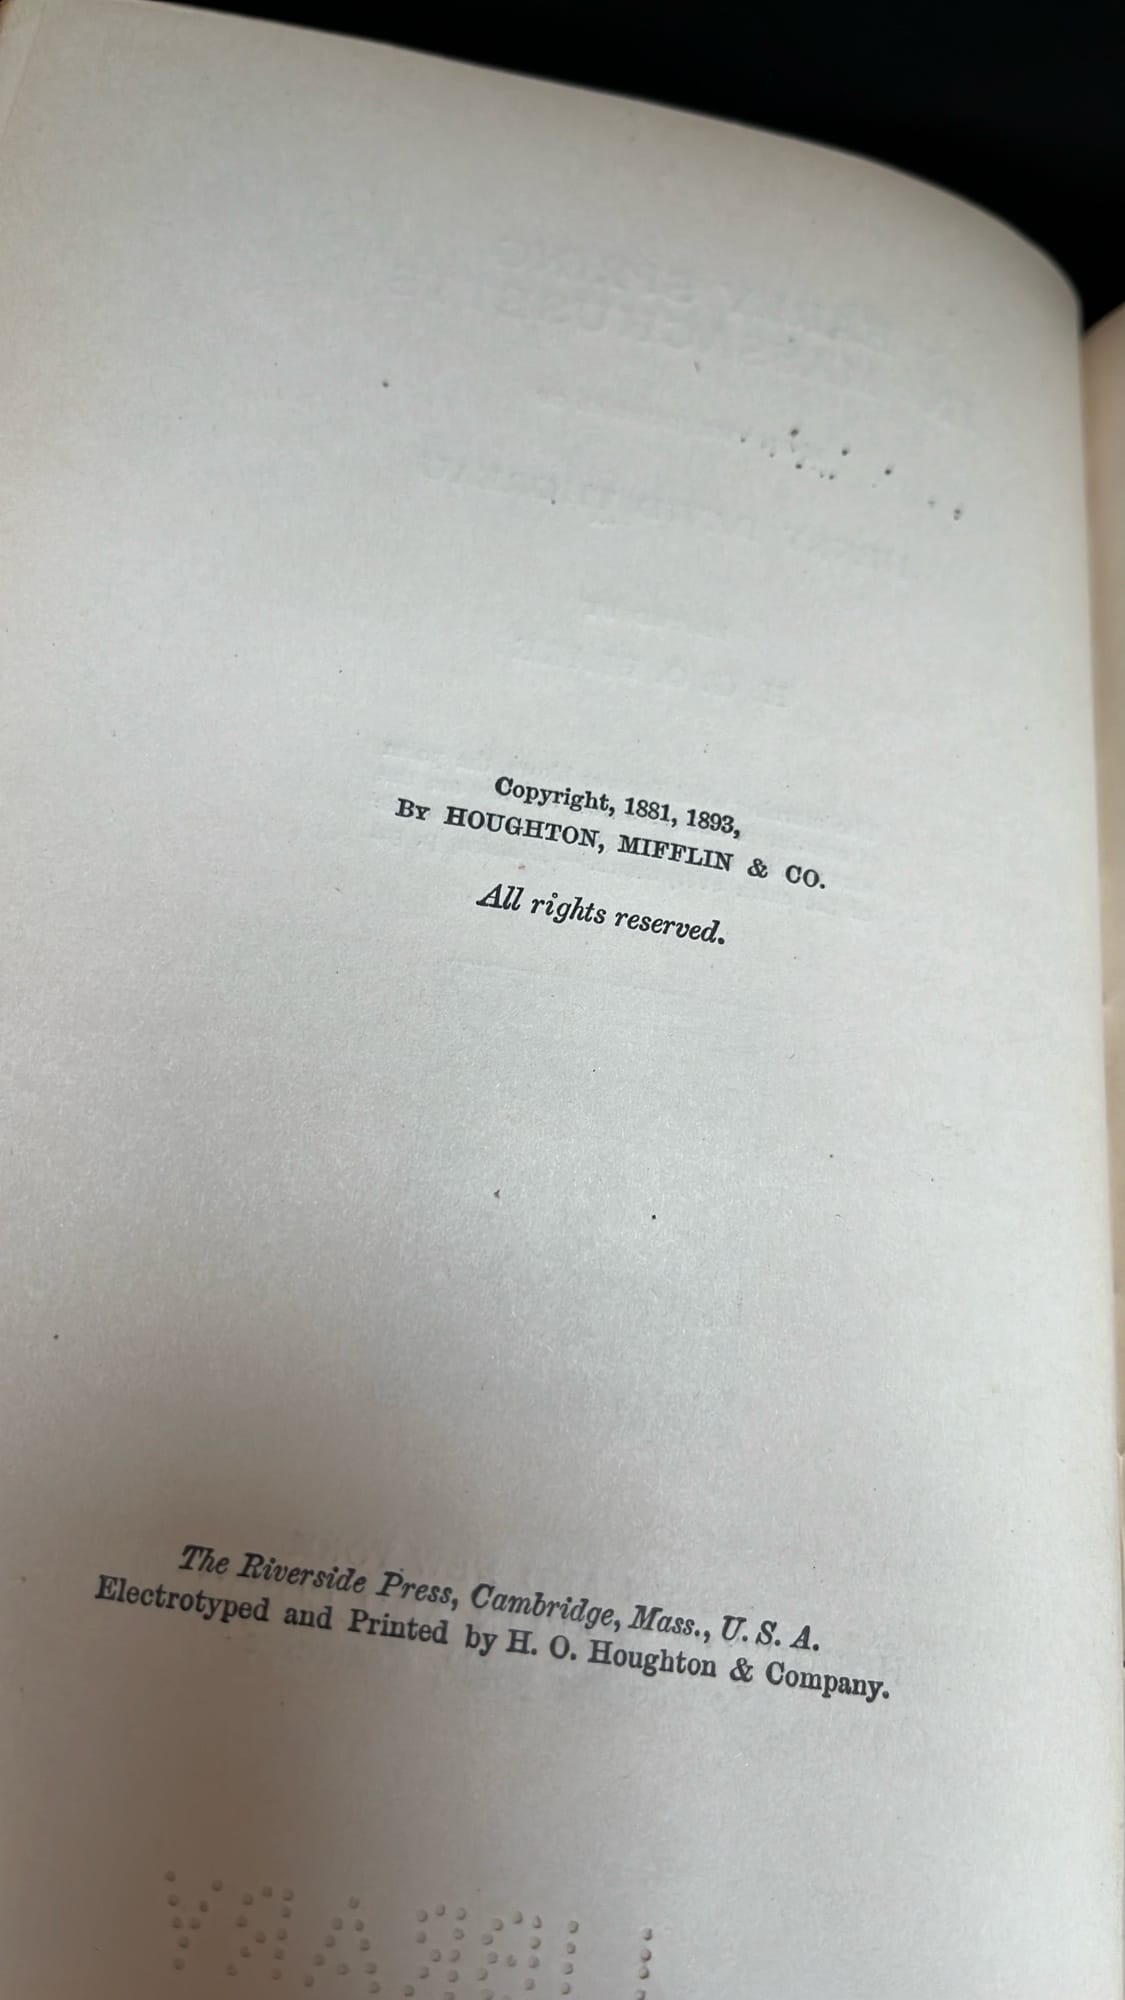 Copyright, 1881, 1893,
By HOUGHTON, MIFFLIN & CO.
All rights reserved.
The Riverside Press, Cambridge, Mass., U. S. A.
Electrotyped and Printed by H. O. Houghton & Company.
LIBRARY